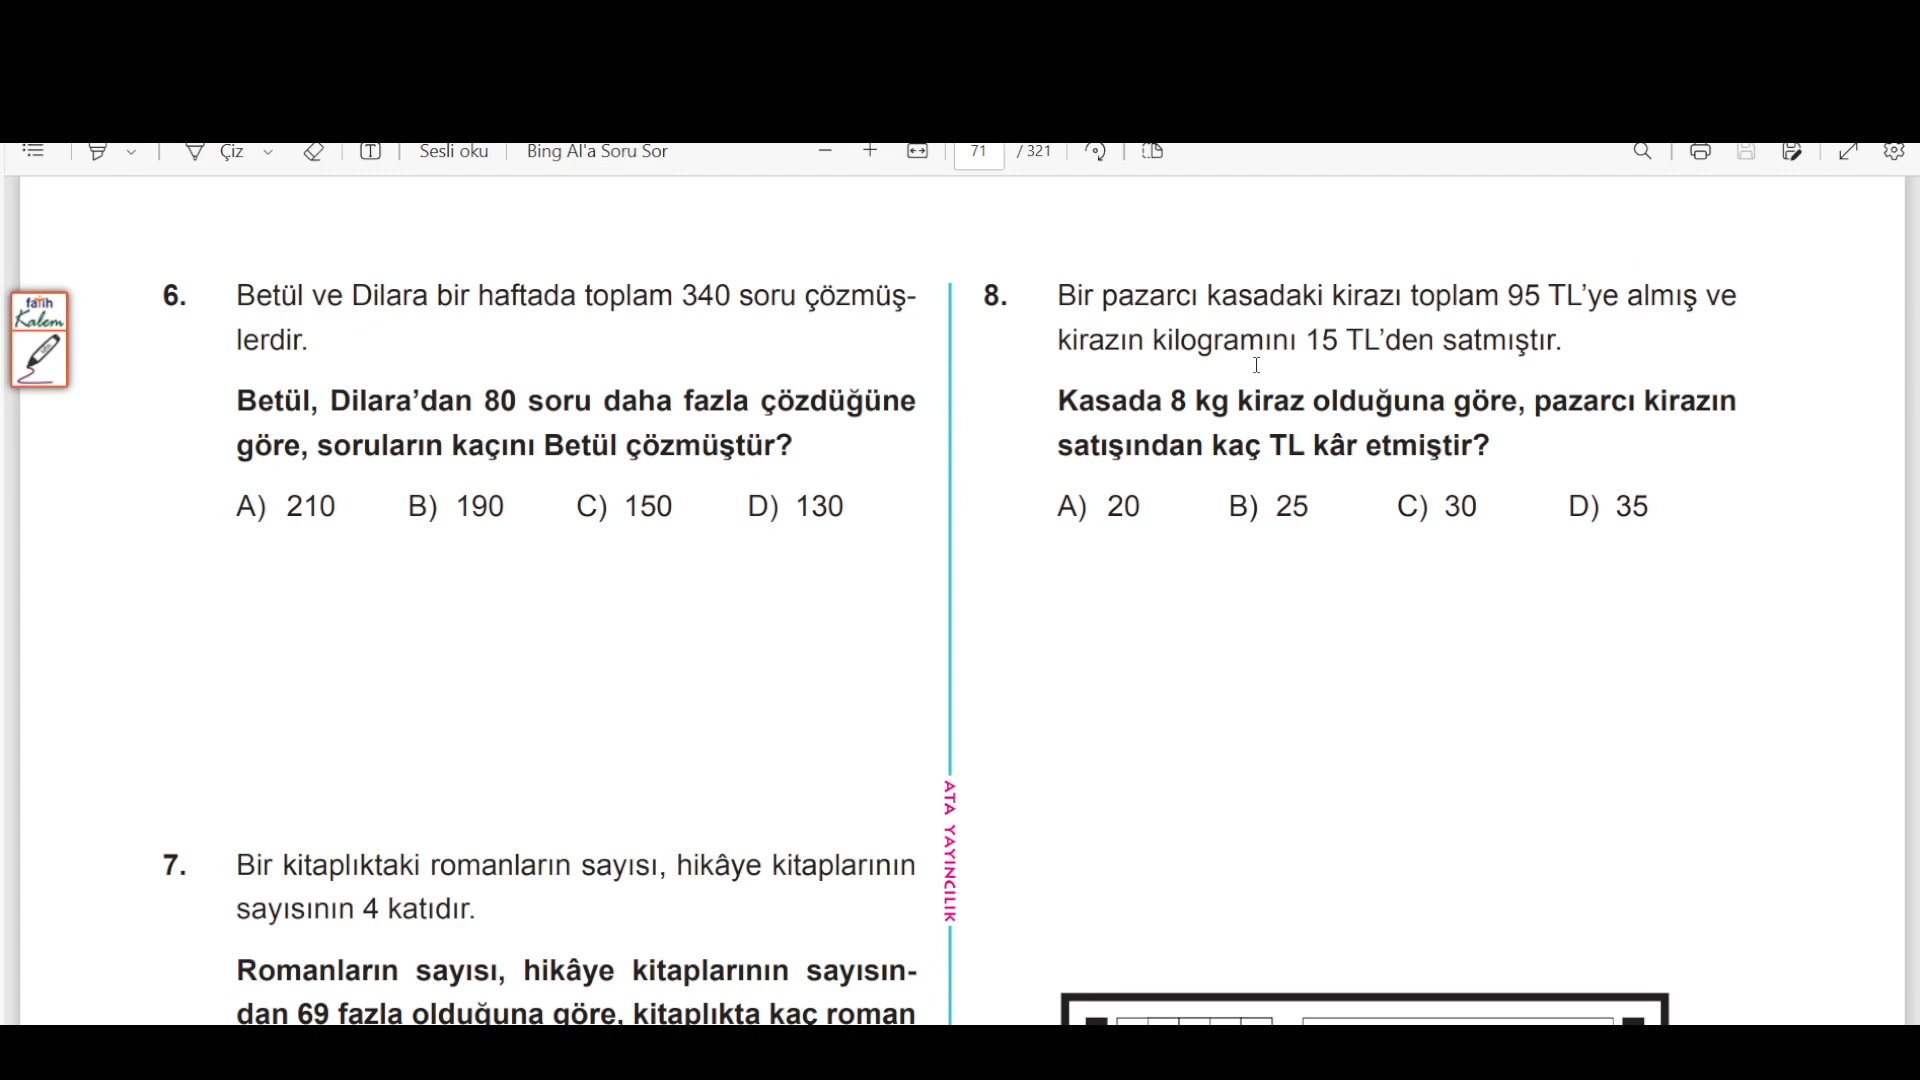 Çiz
Sesli oku
Bing AI'a Soru Sor
71 / 321
fatih
Kalem
6. Betül ve Dilara bir haftada toplam 340 soru çözmüş-
lerdir.
Betül, Dilara’dan 80 soru daha fazla çözdüğüne
göre, soruların kaçını Betül çözmüştür?
A) 210 B) 190 C) 150 D) 130
7. Bir kitaplıktaki romanların sayısı, hikâye kitaplarının
sayısının 4 katıdır.
Romanların sayısı, hikâye kitaplarının sayısın-
dan 69 fazla olduğuna göre, kitaplıkta kaç roman
ATA YAYINCILIK
8. Bir pazarcı kasadaki kirazı toplam 95 TL’ye almış ve
kirazın kilogramını 15 TL’den satmıştır.
Kasada 8 kg kiraz olduğuna göre, pazarcı kirazın
satışından kaç TL kâr etmiştir?
A) 20 B) 25 C) 30 D) 35